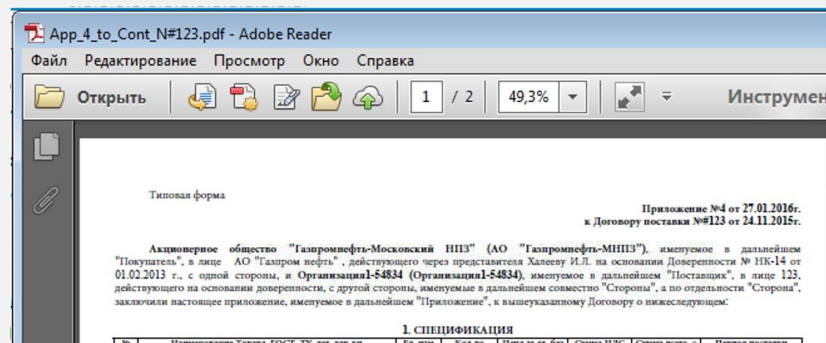 App_4_to_Cont_N#123.pdf - Adobe Reader
Файл Редактирование Просмотр Окно Справка
Открыть 1 / 2 49,3% Инструмен
Типовая форма
Приложение №4 от 27.01.2016г.
к Договору поставки №#123 от 24.11.2015г.
Акционерное общество "Газпромнефть-Московский НПЗ" (АО "Газпромнефть-МНПЗ"), именуемое в дальнейшем
"Покупатель", в лице АО "Газпром нефть" , действующего через представителя Халееву И.Л. на основании Доверенности № НК-14 от
01.02.2013 г., с одной стороны, и Организация1-54834 (Организация1-54834), именуемое в дальнейшем "Поставщик", в лице 123,
действующего на основании доверенности, с другой стороны, именуемые в дальнейшем совместно "Стороны", а по отдельности "Сторона",
заключили настоящее приложение, именуемое в дальнейшем "Приложение", к вышеуказанному Договору о нижеследующем:
1. СПЕЦИФИКАЦИЯ